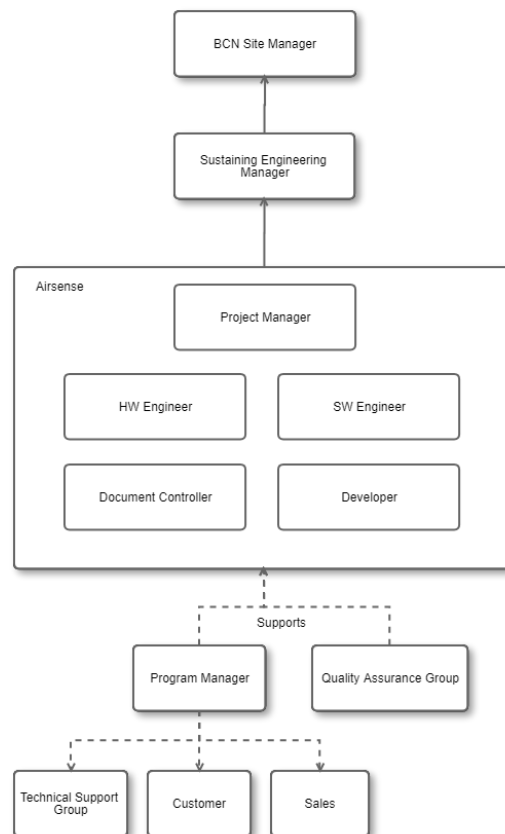 BCN Site Manager
Sustaining Engineering
Manager
Airsense
Project Manager
HW Engineer
SW Engineer
Document Controller
Developer
Supports
Program Manager
Quality Assurance Group
Technical Support
Group
Customer
Sales